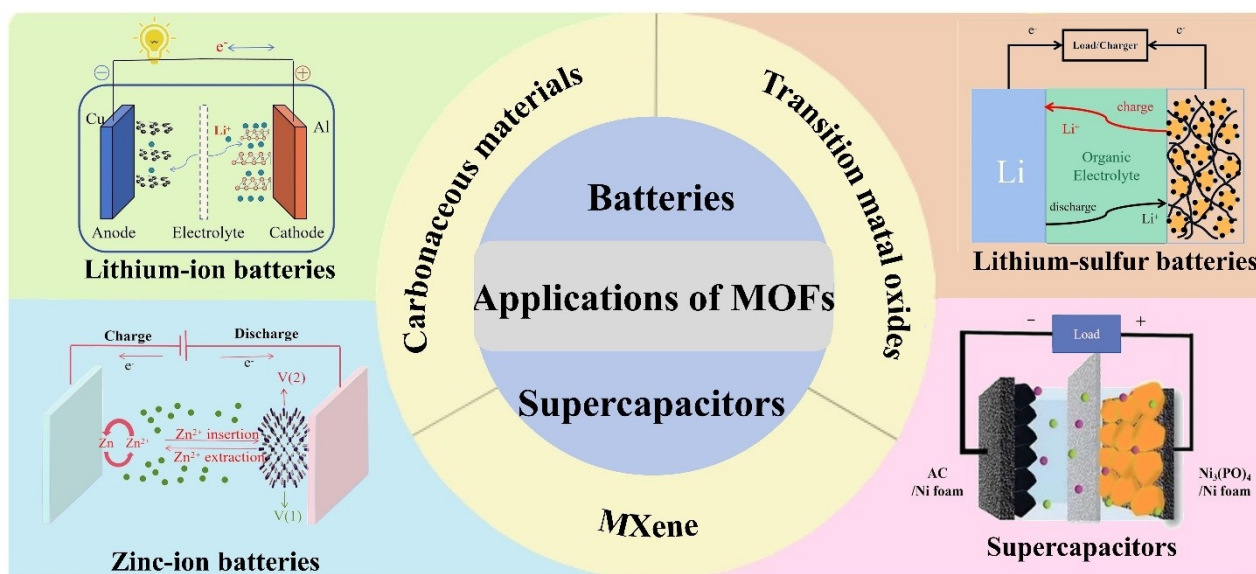 e⁻
⊖
⊕
Cu
Li⁺
Al
Anode
Electrolyte
Cathode
Lithium-ion batteries
Carbonaceous materials
Transition matal oxides
MXene
Batteries
Applications of MOFs
Supercapacitors
e⁻
Load/Charger
e⁻
charge
Li⁺
Li
Organic
Electrolyte
discharge
Li⁺
Lithium-sulfur batteries
Charge
Discharge
e⁻
e⁻
V(2)
Zn
Zn²⁺
Zn²⁺ insertion
Zn²⁺ extraction
V(1)
Zinc-ion batteries
−
Load
+
AC
/Ni foam
Ni₃(PO)₄
/Ni foam
Supercapacitors